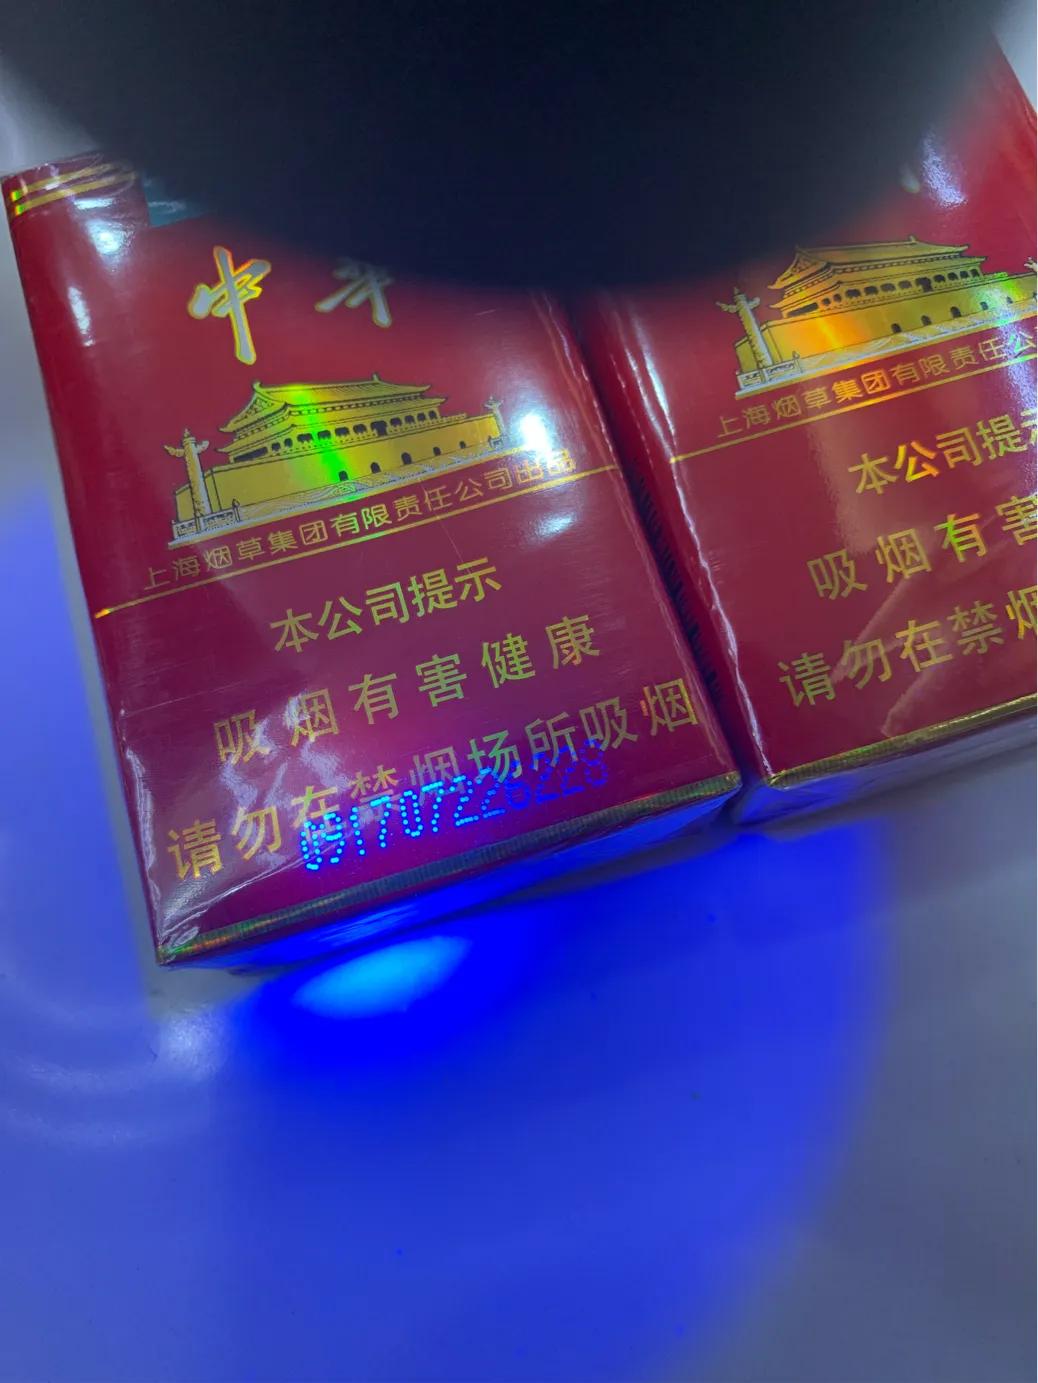 中华
上海烟草集团有限责任公司出品
本公司提示
吸烟有害健康
请勿在禁烟场所吸烟
091707226228
上海烟草集团有限责任公
本公司提示
吸烟有害
请勿在禁烟